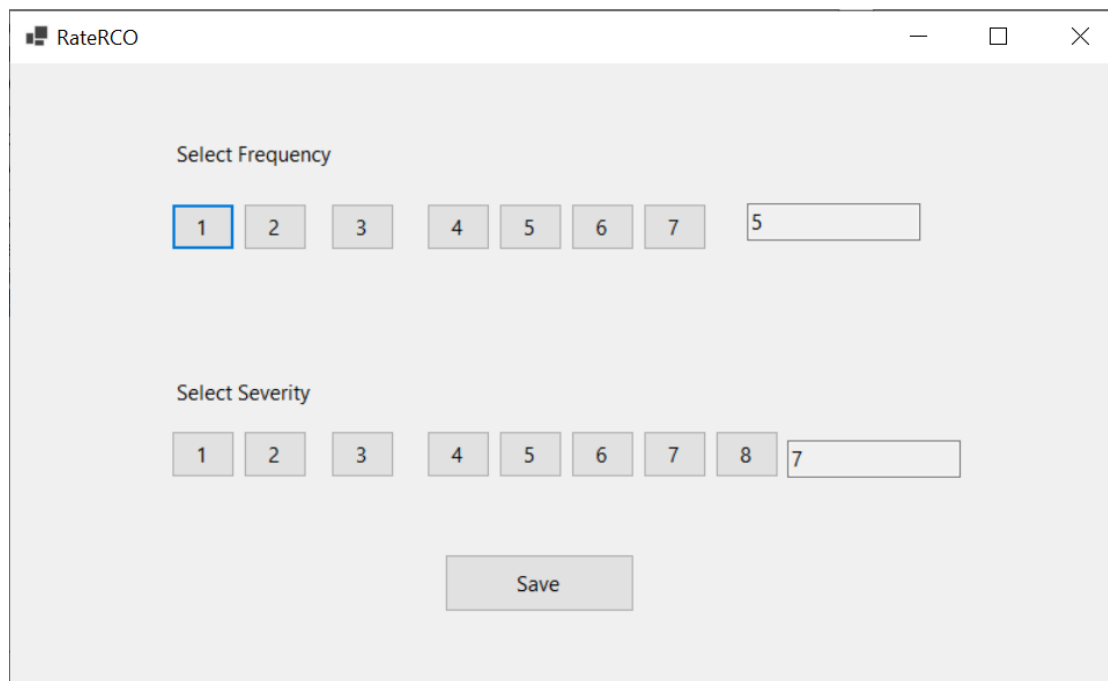 RateRCO
Select Frequency
1 2 3 4 5 6 7 5
Select Severity
1 2 3 4 5 6 7 8 7
Save